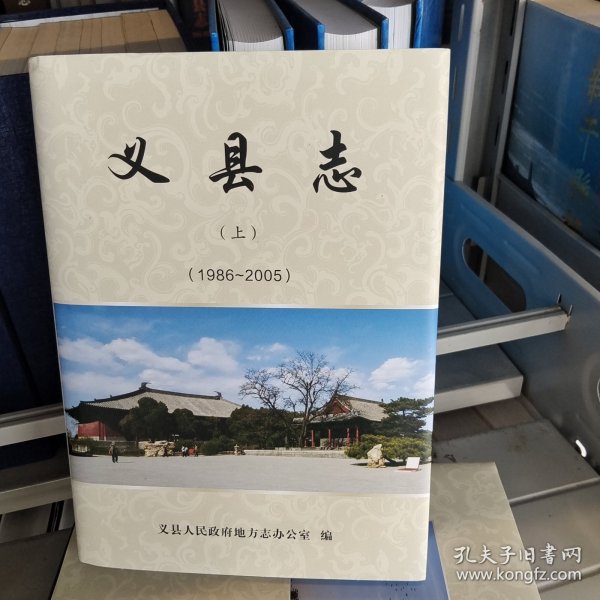 义县志
（上）
（1986~2005）
义县人民政府地方志办公室 编
孔夫子旧书网
www.kongfz.com